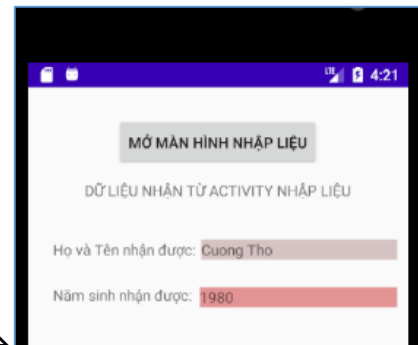 LTE 4:21
MỞ MÀN HÌNH NHẬP LIỆU
DỮ LIỆU NHẬN TỪ ACTIVITY NHẬP LIỆU
Họ và Tên nhận được: Cuong Tho
Năm sinh nhận được: 1980